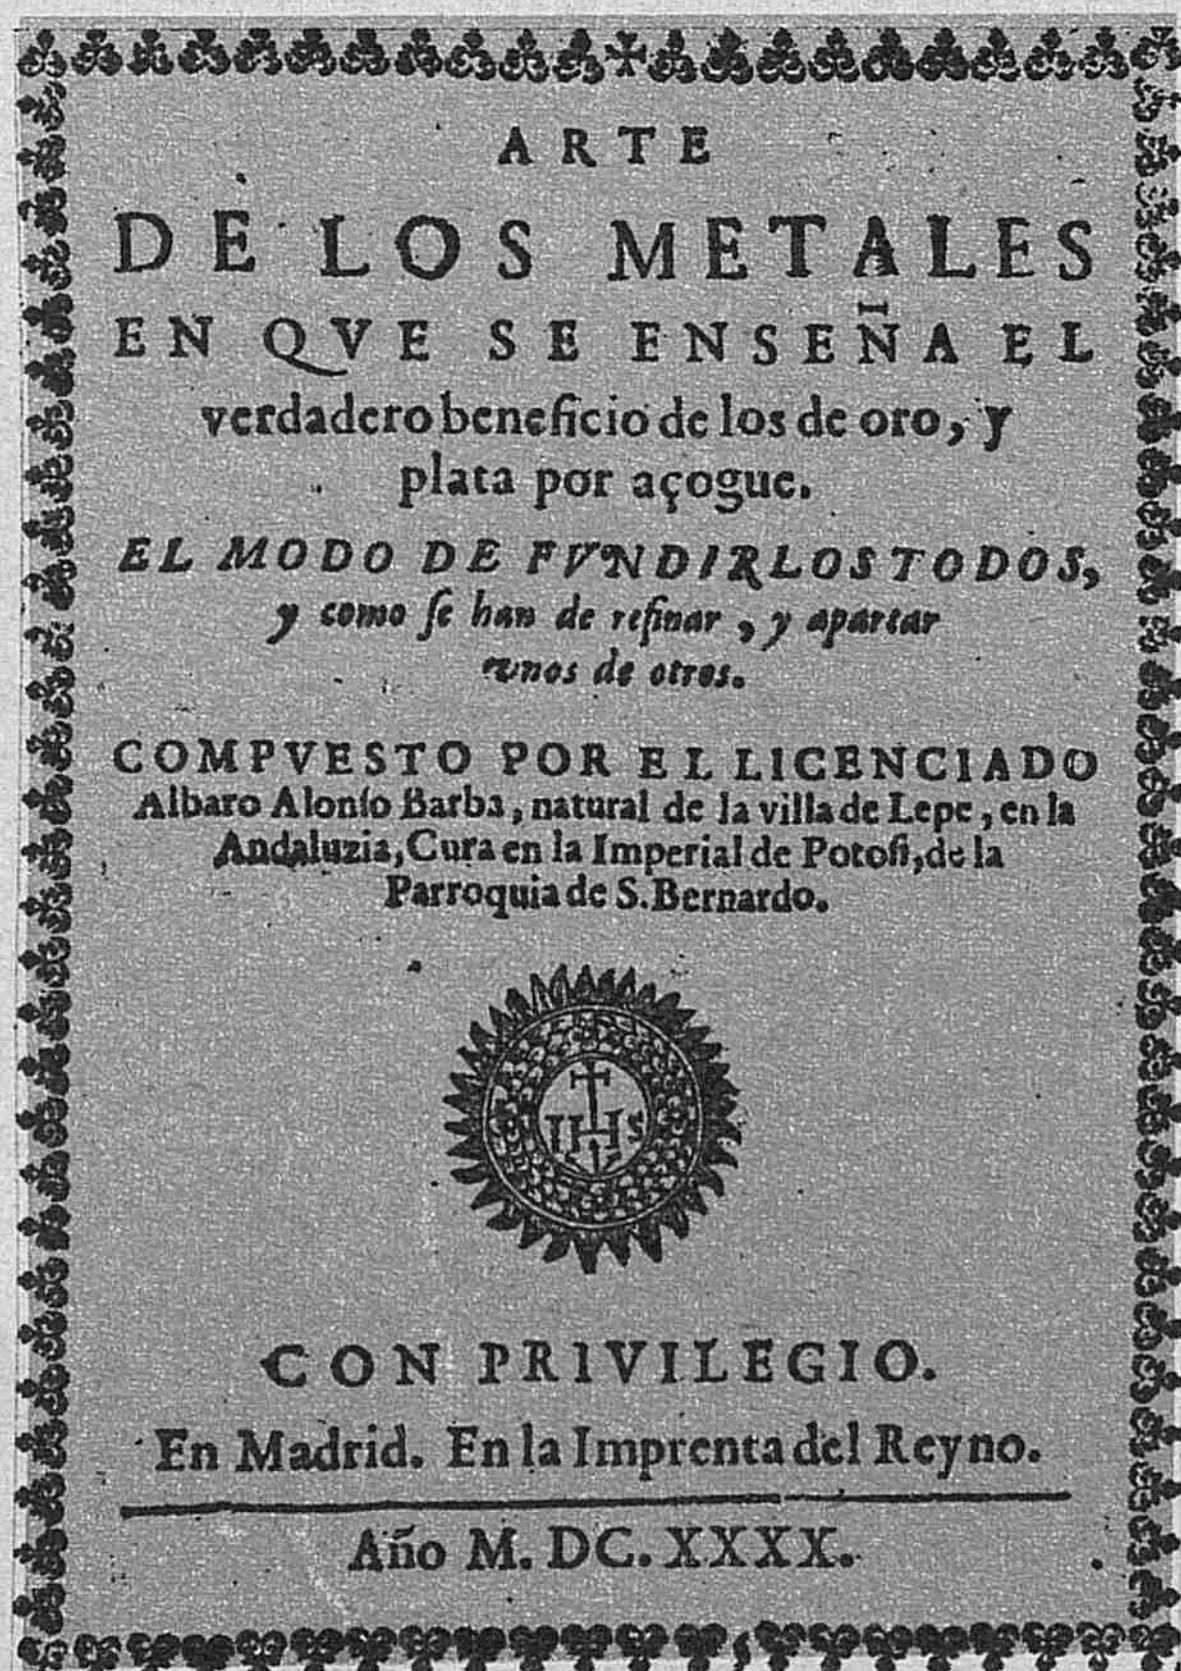 ARTE
DE LOS METALES
EN QVE SE ENSEÑA EL
verdadero beneficio de los de oro, y
plata por açogue.
EL MODO DE FVNDIRLOS TODOS,
y como ſe han de refinar, y apartar
vnos de otros.
COMPVESTO POR EL LICENCIADO
Albaro Alonſo Barba, natural de la villa de Lepe, en la
Andaluzia, Cura en la Imperial de Potoſi, de la
Parroquia de S. Bernardo.
IHS
CON PRIVILEGIO.
En Madrid. En la Imprenta del Reyno.
Año M. DC. XXXX.